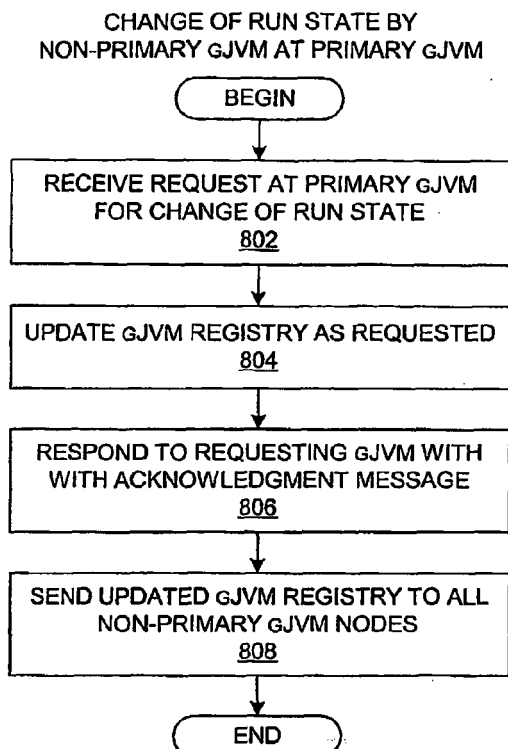 CHANGE OF RUN STATE BY
NON-PRIMARY GJVM AT PRIMARY GJVM
BEGIN
RECEIVE REQUEST AT PRIMARY GJVM
FOR CHANGE OF RUN STATE
802
UPDATE GJVM REGISTRY AS REQUESTED
804
RESPOND TO REQUESTING GJVM WITH
WITH ACKNOWLEDGMENT MESSAGE
806
SEND UPDATED GJVM REGISTRY TO ALL
NON-PRIMARY GJVM NODES
808
END